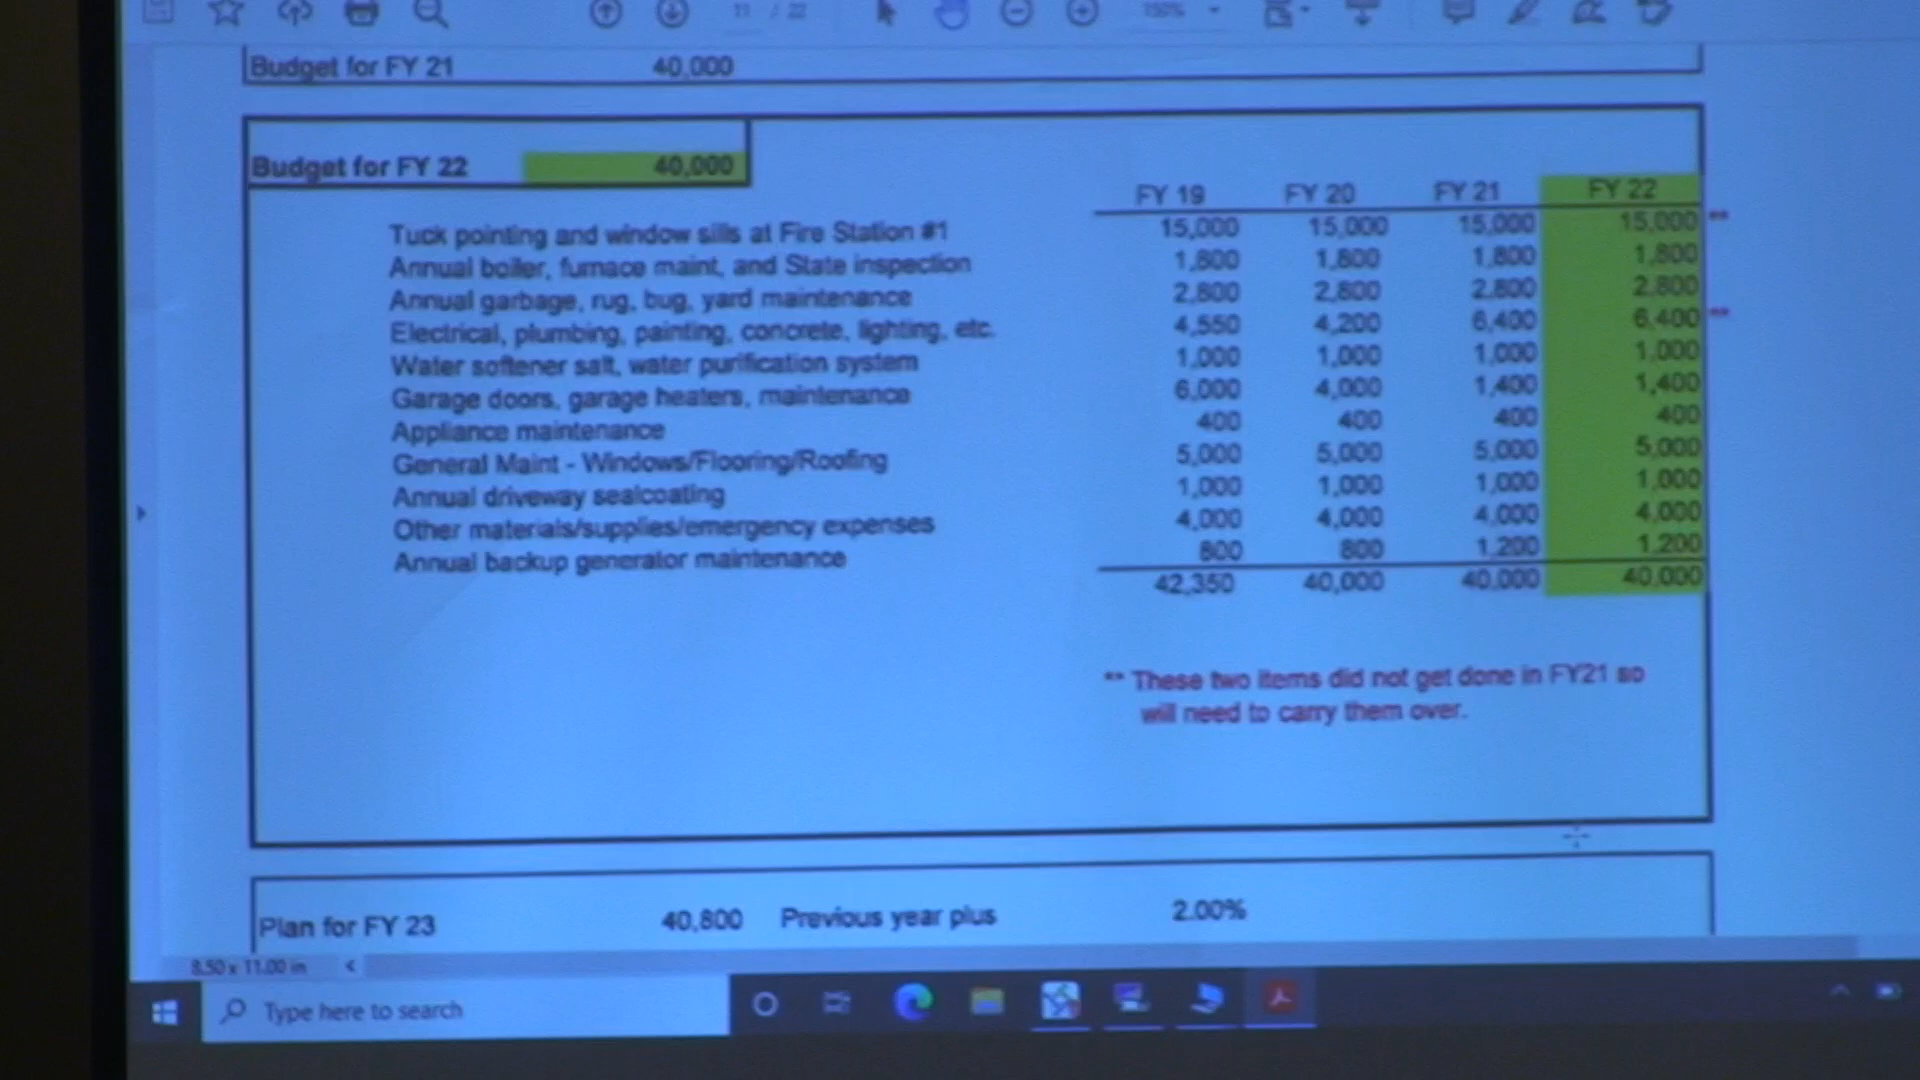 11 / 22
150%
Budget for FY 21 40,000
Budget for FY 22 40,000
FY 19 FY 20 FY 21 FY 22
Tuck pointing and window sills at Fire Station #1 15,000 15,000 15,000 15,000 **
Annual boiler, furnace maint, and State inspection 1,800 1,800 1,800 1,800
Annual garbage, rug, bug, yard maintenance 2,800 2,800 2,800 2,800
Electrical, plumbing, painting, concrete, lighting, etc. 4,550 4,200 6,400 6,400 **
Water softener salt, water purification system 1,000 1,000 1,000 1,000
Garage doors, garage heaters, maintenance 6,000 4,000 1,400 1,400
Appliance maintenance 400 400 400 400
General Maint - Windows/Flooring/Roofing 5,000 5,000 5,000 5,000
Annual driveway sealcoating 1,000 1,000 1,000 1,000
Other materials/supplies/emergency expenses 4,000 4,000 4,000 4,000
Annual backup generator maintenance 800 800 1,200 1,200
42,350 40,000 40,000 40,000
** These two items did not get done in FY21 so
will need to carry them over.
Plan for FY 23 40,800 Previous year plus 2.00%
8.50 x 11.00 in
Type here to search